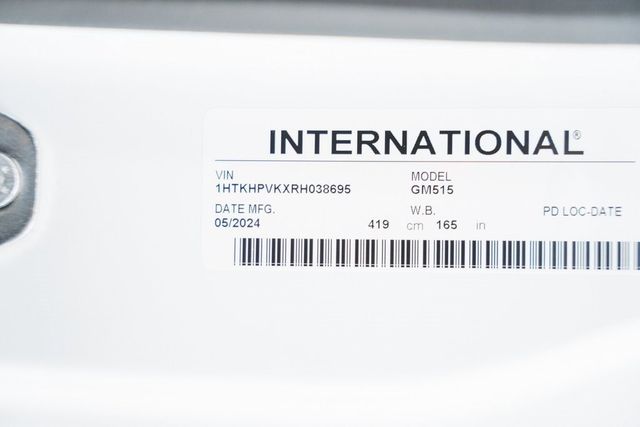 INTERNATIONAL®
VIN MODEL
1HTKHPVKXRH038695 GM515
DATE MFG. W.B. PD LOC-DATE
05/2024 419 cm 165 in